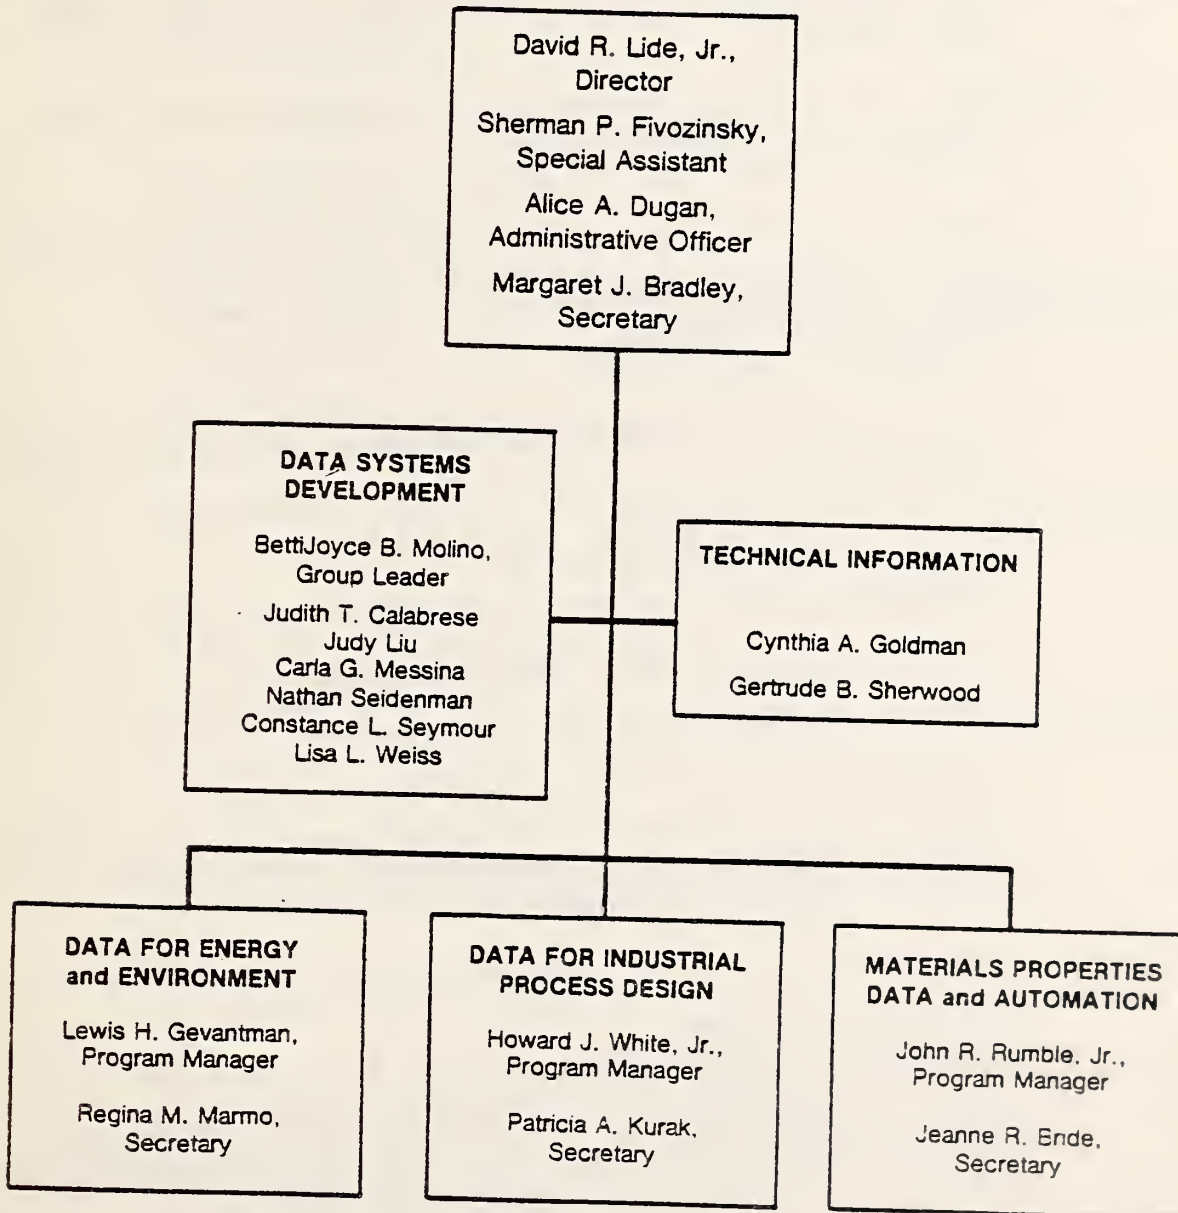 David R. Lide, Jr.,
Director
Sherman P. Fivozinsky,
Special Assistant
Alice A. Dugan,
Administrative Officer
Margaret J. Bradley,
Secretary
DATA SYSTEMS
DEVELOPMENT
BettiJoyce B. Molino,
Group Leader
Judith T. Calabrese
Judy Liu
Carla G. Messina
Nathan Seidenman
Constance L. Seymour
Lisa L. Weiss
TECHNICAL INFORMATION
Cynthia A. Goldman
Gertrude B. Sherwood
DATA FOR ENERGY
and ENVIRONMENT
Lewis H. Gevantman,
Program Manager
Regina M. Marmo,
Secretary
DATA FOR INDUSTRIAL
PROCESS DESIGN
Howard J. White, Jr.,
Program Manager
Patricia A. Kurak,
Secretary
MATERIALS PROPERTIES
DATA and AUTOMATION
John R. Rumble, Jr.,
Program Manager
Jeanne R. Ende,
Secretary